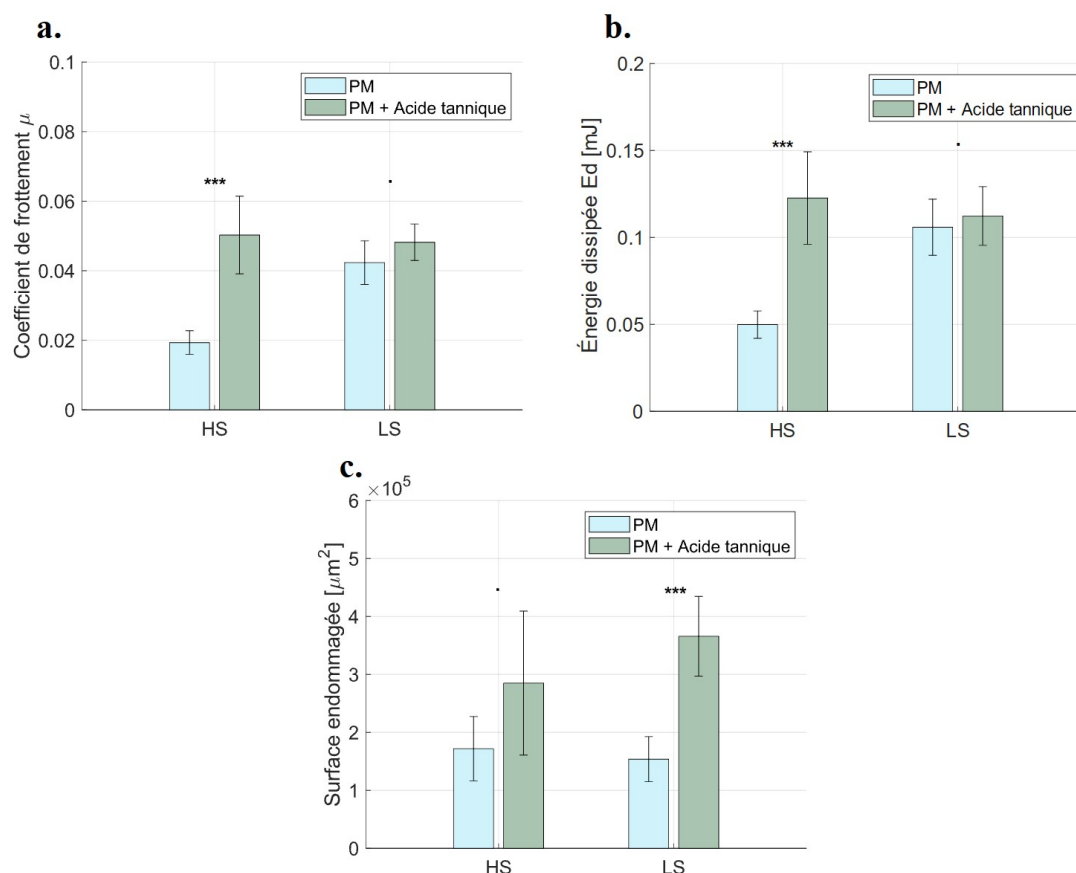 a.
0.1
0.08
0.06
0.04
0.02
0
Coefficient de frottement μ
PM
PM + Acide tannique
***
.
HS
LS
b.
0.2
0.15
0.1
0.05
0
Énergie dissipée Ed [mJ]
PM
PM + Acide tannique
***
.
HS
LS
c.
×10⁵
6
5
4
3
2
1
0
Surface endommagée [μm²]
PM
PM + Acide tannique
.
***
HS
LS